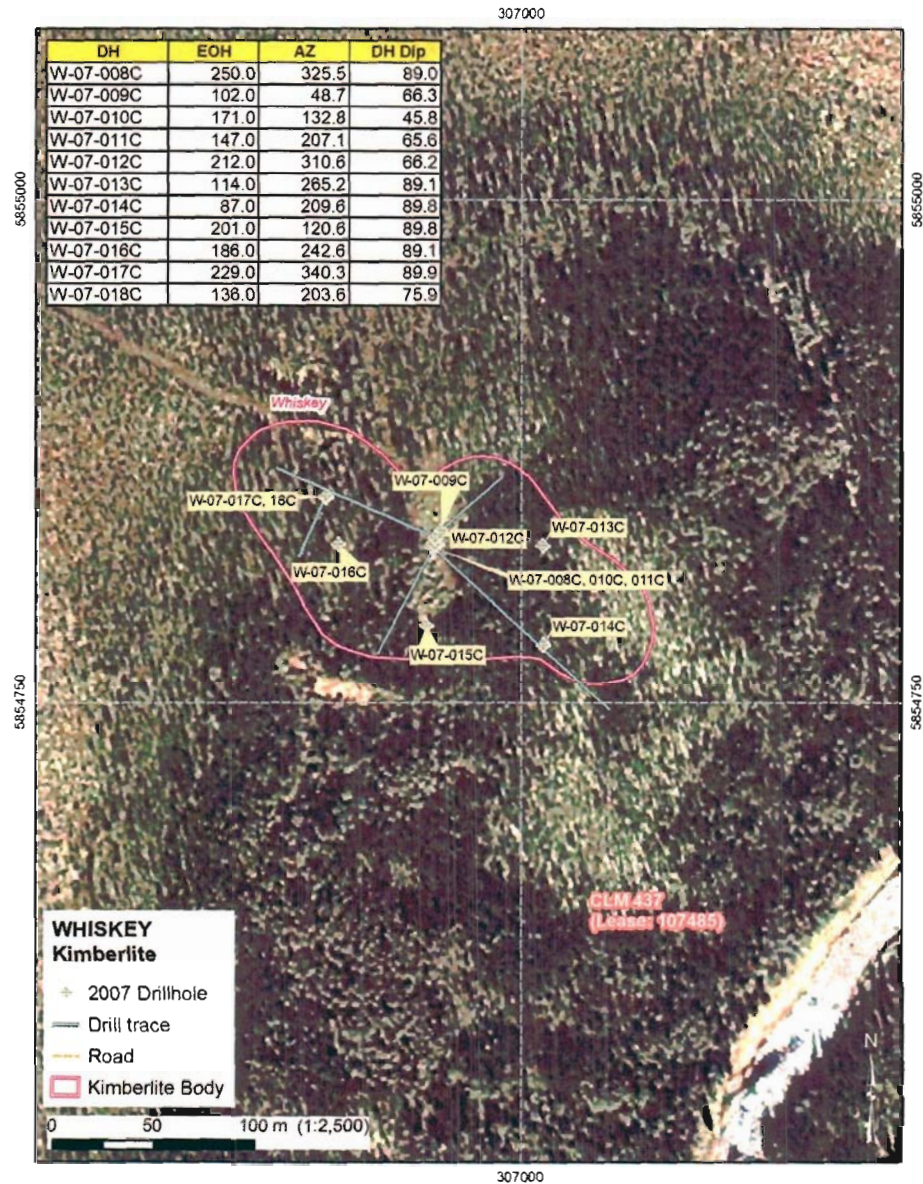 307000
DH EOH AZ DH Dip
W-07-008C 250.0 325.5 89.0
W-07-009C 102.0 48.7 66.3
W-07-010C 171.0 132.8 45.8
W-07-011C 147.0 207.1 65.6
W-07-012C 212.0 310.6 66.2
W-07-013C 114.0 265.2 89.1
W-07-014C 87.0 209.6 89.8
W-07-015C 201.0 120.6 89.8
W-07-016C 186.0 242.6 89.1
W-07-017C 229.0 340.3 89.9
W-07-018C 136.0 203.6 75.9
5855000
5855000
Whiskey
W-07-009C
W-07-017C, 18C
W-07-012C
W-07-013C
W-07-016C
W-07-008C, 010C, 011C
W-07-014C
W-07-015C
5854750
5854750
CLM 437
(Lease: 107485)
WHISKEY
Kimberlite
2007 Drillhole
Drill trace
Road
Kimberlite Body
N
0 50 100 m (1:2,500)
307000